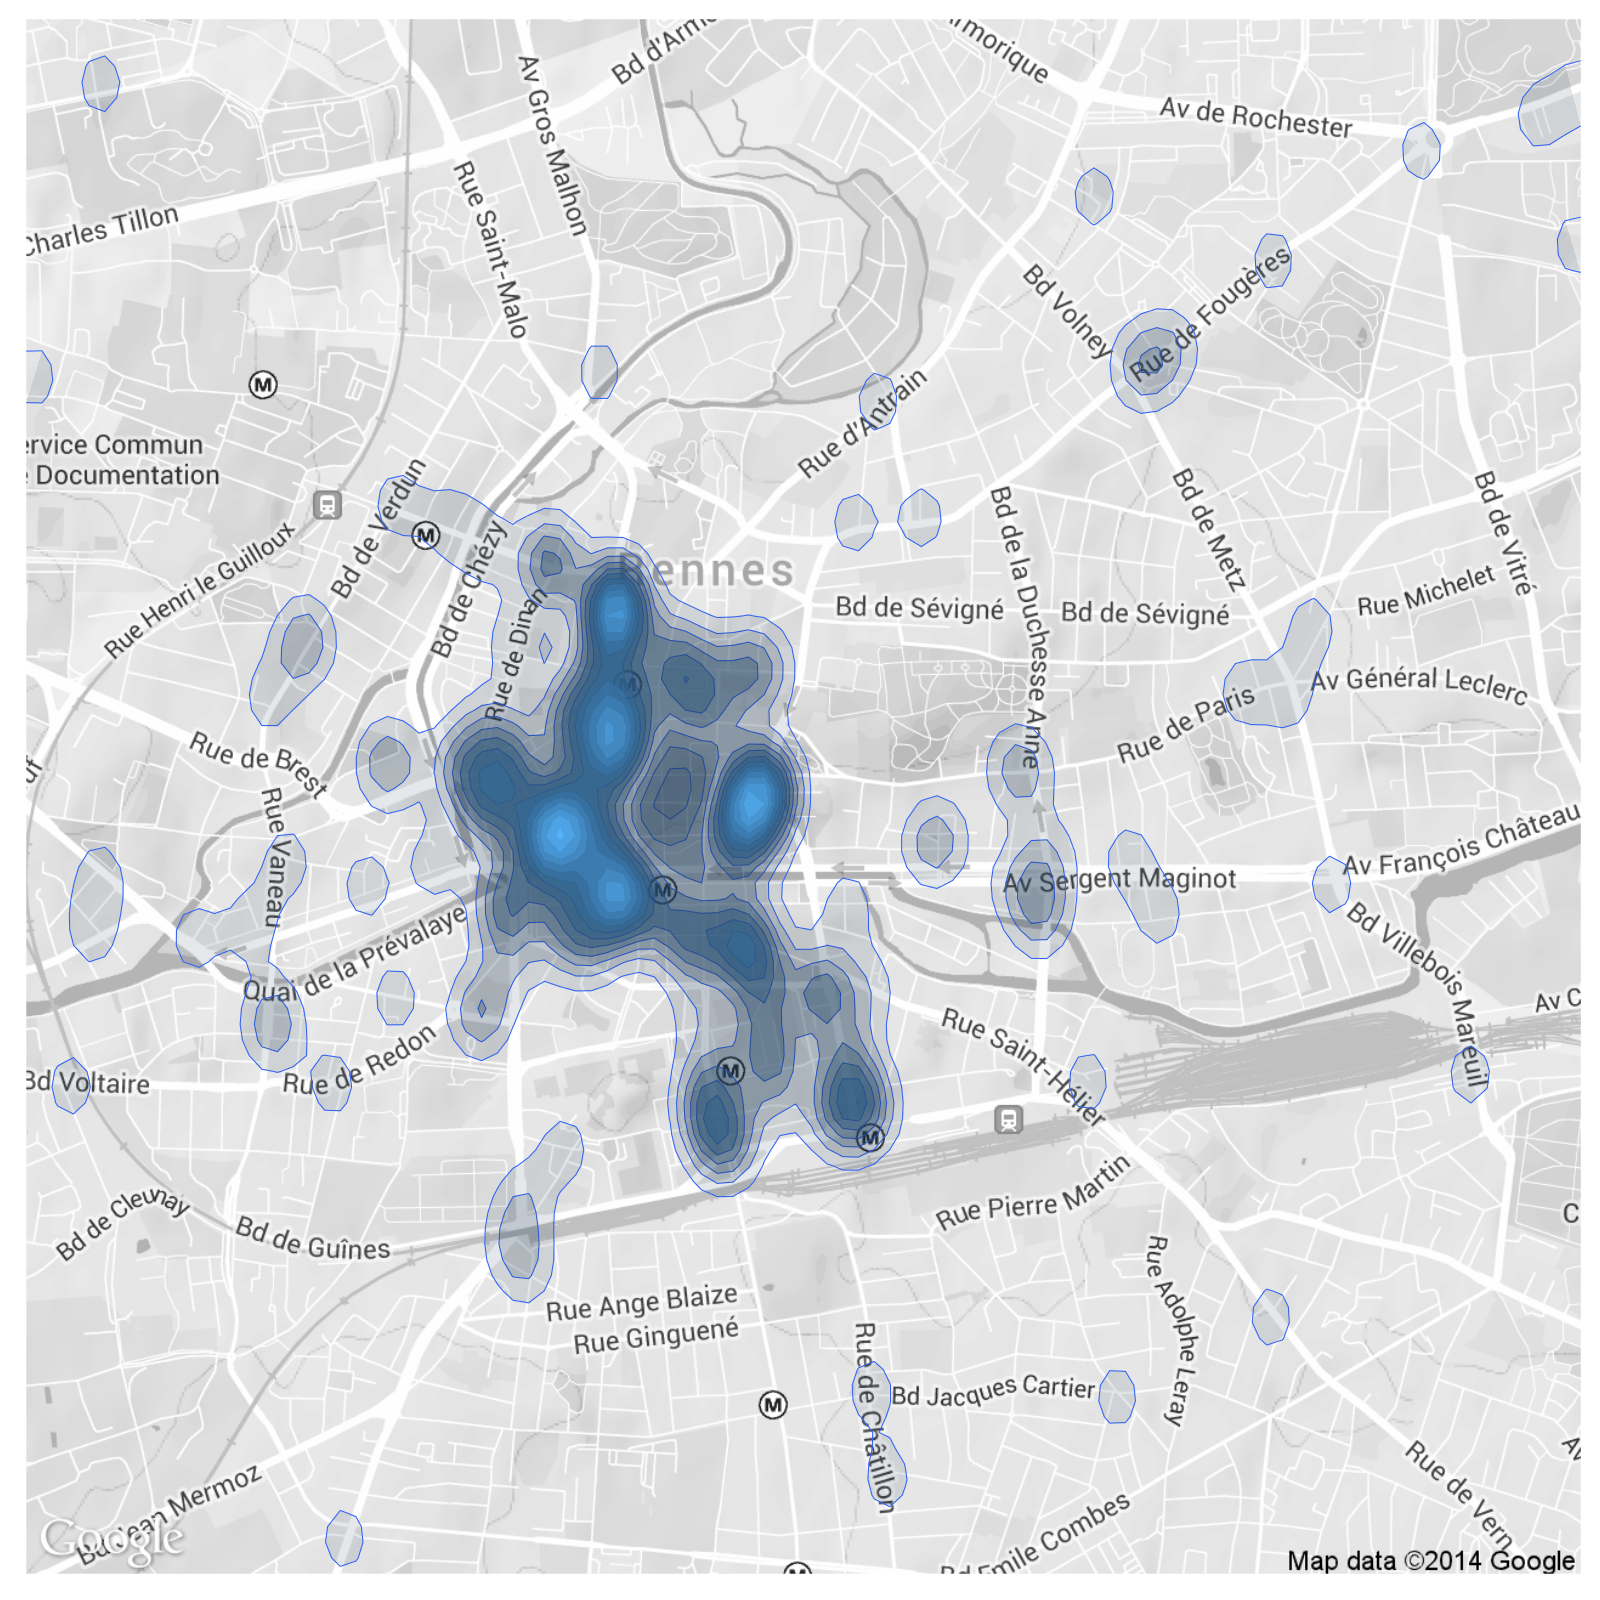 Bd d'Armo
rmorique
Av Gros Malhon
Av de Rochester
Rue Saint-Malo
Charles Tillon
Bd Volney
Rue de Fougères
M
Rue d'Antrain
ervice Commun
Documentation
Bd de Verdun
Bd de Metz
Bd de Vitré
Rue Henri le Guilloux
M
Bd de Chézy
Rennes
Bd de la Duchesse Anne
Rue de Dinan
Bd de Sévigné
Bd de Sévigné
Rue Michelet
M
Av Général Leclerc
Rue de Paris
Rue de Brest
Rue Vaneau
Av François Château
M
Av Sergent Maginot
Quai de la Prévalaye
Bd Villebois Mareuil
Av C
Rue Saint-Hélier
Rue de Redon
Bd Voltaire
M
M
Rue Pierre Martin
Bd de Cleunay
Bd de Guînes
C
Rue Adolphe Leray
Rue Ange Blaize
Rue Ginguené
Rue de Châtillon
Bd Jacques Cartier
M
Rue de Vern
Av
Bd Jean Mermoz
Google
Bd Emile Combes
M
Map data ©2014 Google